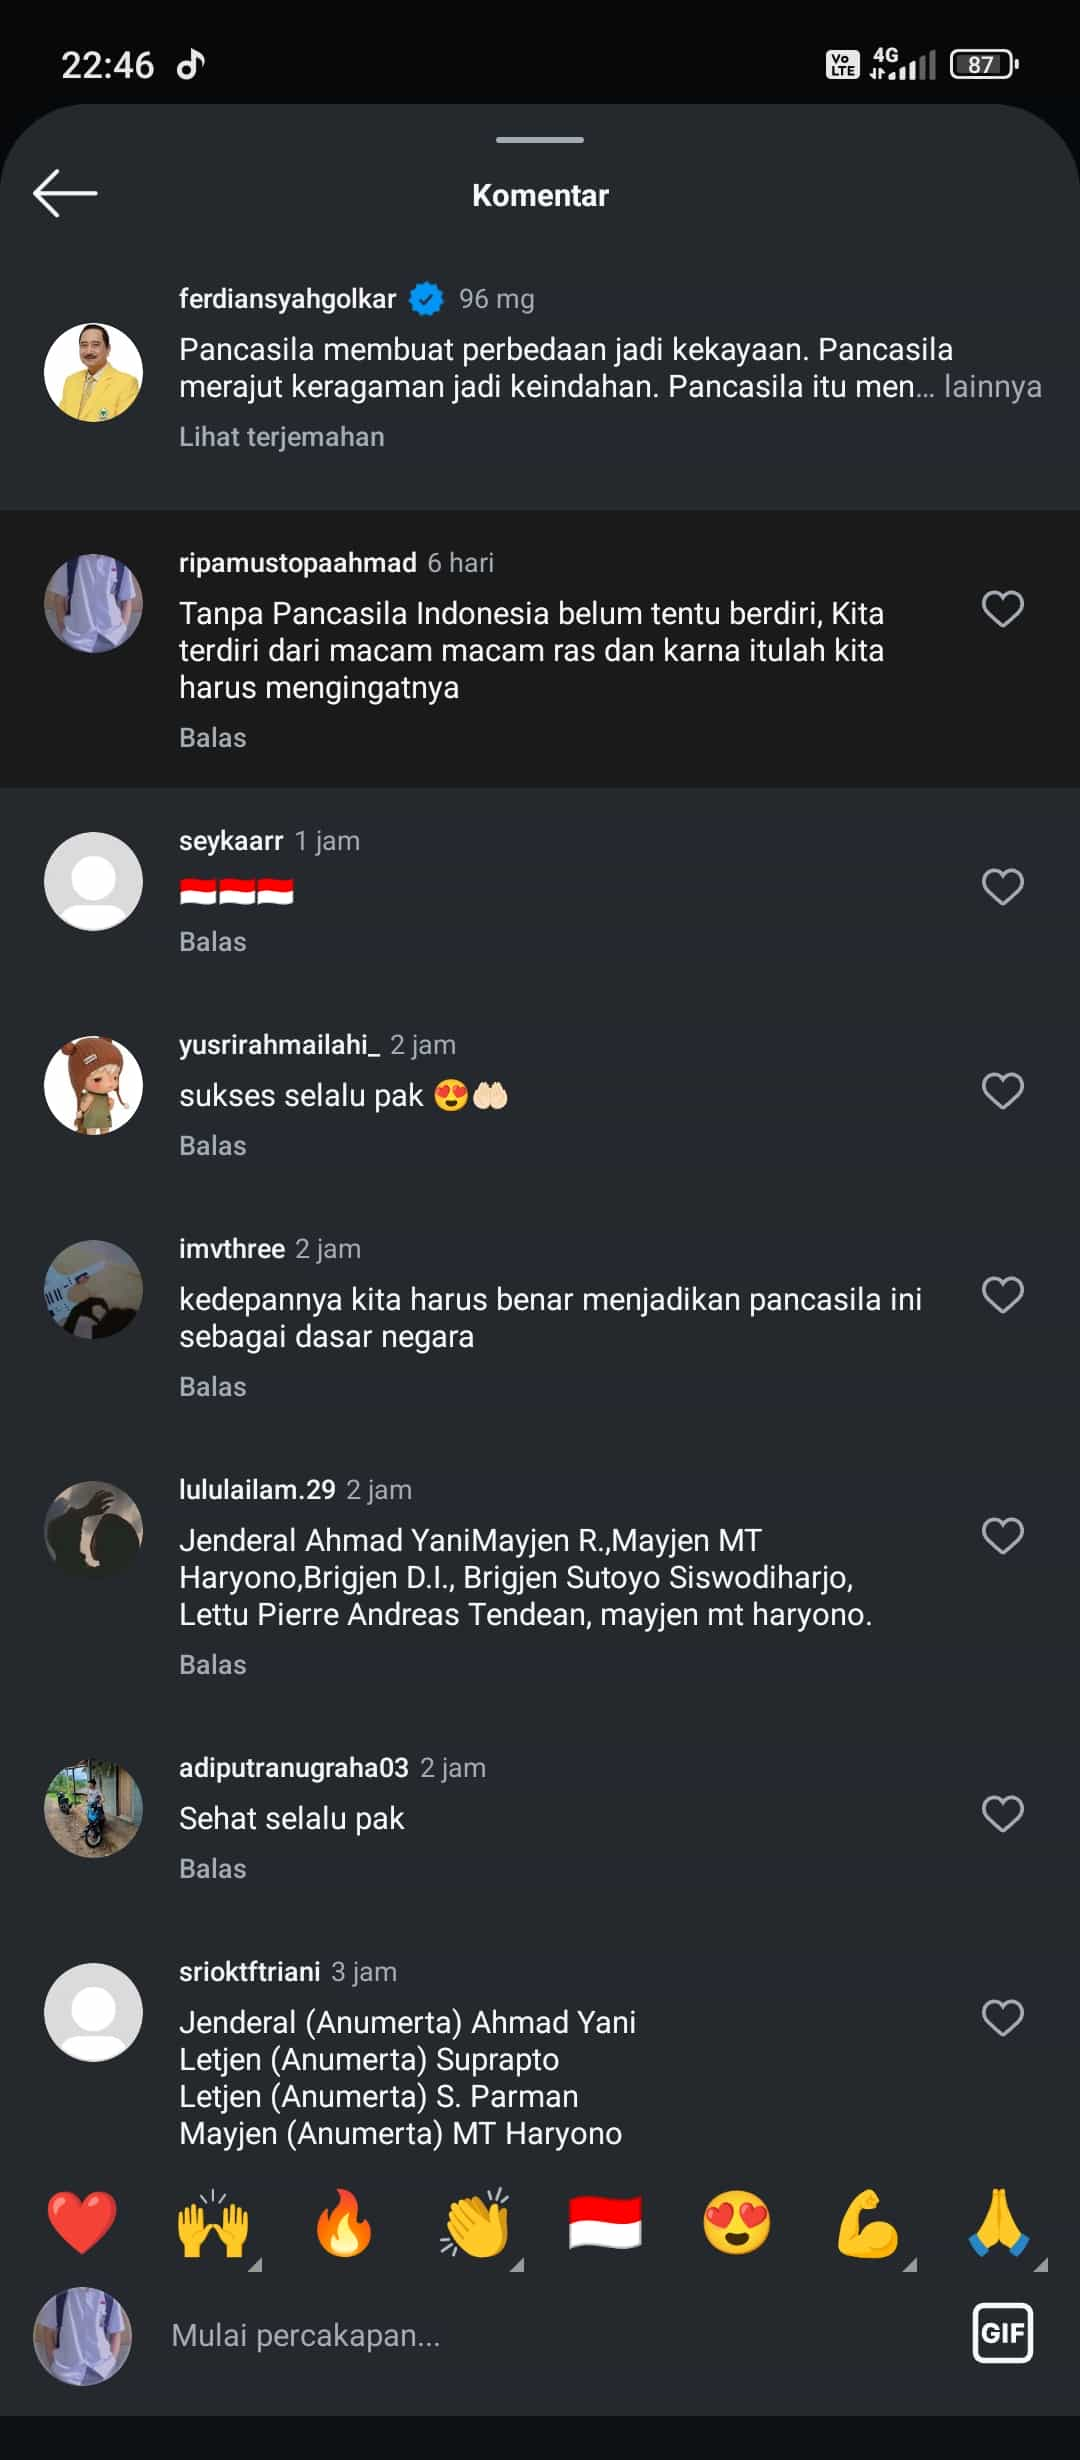 22:46
Vo LTE 4G 87
Komentar
ferdiansyahgolkar 96 mg
Pancasila membuat perbedaan jadi kekayaan. Pancasila
merajut keragaman jadi keindahan. Pancasila itu men... lainnya
Lihat terjemahan
ripamustopaahmad 6 hari
Tanpa Pancasila Indonesia belum tentu berdiri, Kita
terdiri dari macam macam ras dan karna itulah kita
harus mengingatnya
Balas
seykaarr 1 jam
🇮🇩🇮🇩🇮🇩
Balas
yusrirahmailahi_ 2 jam
sukses selalu pak 😍🤲🏻
Balas
imvthree 2 jam
kedepannya kita harus benar menjadikan pancasila ini
sebagai dasar negara
Balas
lululailam.29 2 jam
Jenderal Ahmad YaniMayjen R.,Mayjen MT
Haryono,Brigjen D.I., Brigjen Sutoyo Siswodiharjo,
Lettu Pierre Andreas Tendean, mayjen mt haryono.
Balas
adiputranugraha03 2 jam
Sehat selalu pak
Balas
srioktftriani 3 jam
Jenderal (Anumerta) Ahmad Yani
Letjen (Anumerta) Suprapto
Letjen (Anumerta) S. Parman
Mayjen (Anumerta) MT Haryono
❤️ 🙌 🔥 👏 🇮🇩 😍 💪 🙏
Mulai percakapan...
GIF